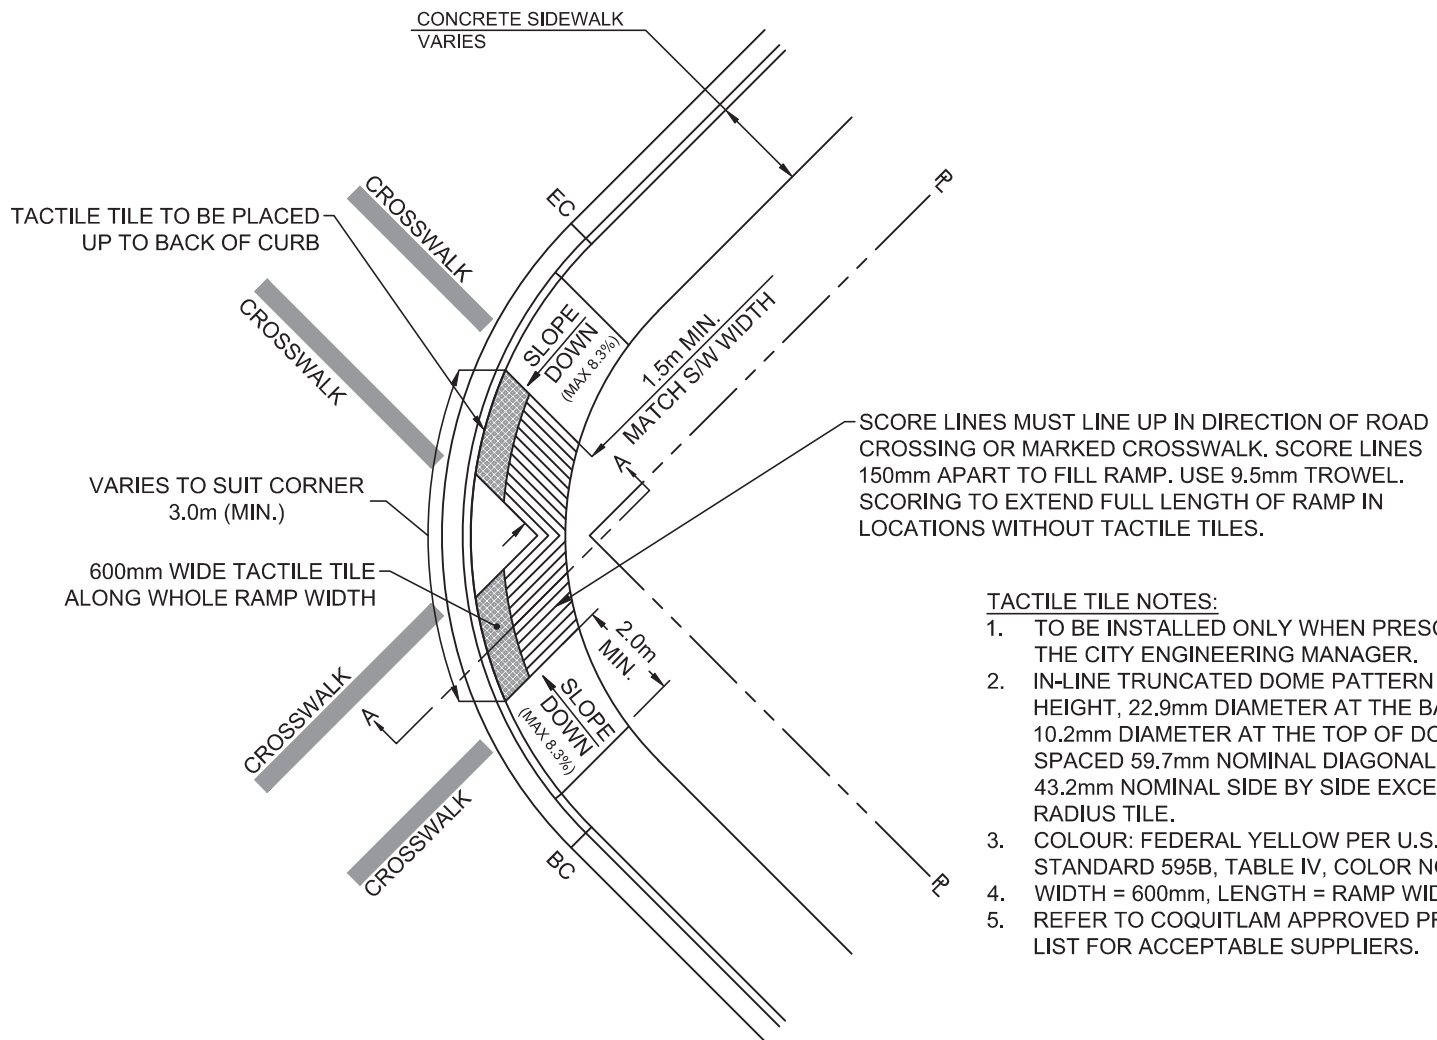 CONCRETE SIDEWALK
VARIES
CROSSWALK
TACTILE TILE TO BE PLACED
UP TO BACK OF CURB
EC
PL
CROSSWALK
SLOPE
DOWN
(MAX 8.3%)
1.5m MIN.
MATCH S/W WIDTH
A
SCORE LINES MUST LINE UP IN DIRECTION OF ROAD
CROSSING OR MARKED CROSSWALK. SCORE LINES
150mm APART TO FILL RAMP. USE 9.5mm TROWEL.
SCORING TO EXTEND FULL LENGTH OF RAMP IN
LOCATIONS WITHOUT TACTILE TILES.
VARIES TO SUIT CORNER
3.0m (MIN.)
600mm WIDE TACTILE TILE
ALONG WHOLE RAMP WIDTH
2.0m
MIN.
SLOPE
DOWN
(MAX 8.3%)
A
CROSSWALK
CROSSWALK
BC
PL
TACTILE TILE NOTES:
1. TO BE INSTALLED ONLY WHEN
THE CITY ENGINEERING MANAGER.
2. IN-LINE TRUNCATED DOME PATTERN
HEIGHT, 22.9mm DIAMETER AT THE
10.2mm DIAMETER AT THE TOP OF
SPACED 59.7mm NOMINAL DIAGONAL
43.2mm NOMINAL SIDE BY SIDE
RADIUS TILE.
3. COLOUR: FEDERAL YELLOW PER U.S.
STANDARD 595B, TABLE IV, COLOR
4. WIDTH = 600mm, LENGTH = RAMP
5. REFER TO COQUITLAM APPROVED
LIST FOR ACCEPTABLE SUPPLIERS.